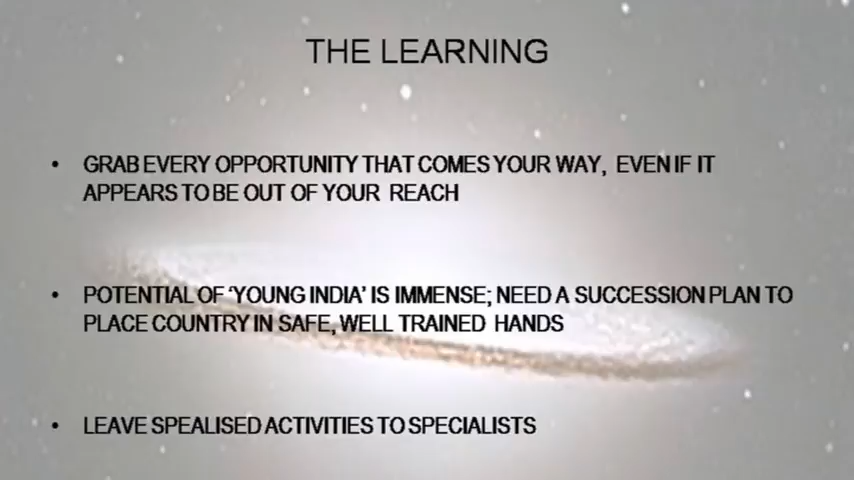 THE LEARNING
• GRAB EVERY OPPORTUNITY THAT COMES YOUR WAY, EVEN IF IT
APPEARS TO BE OUT OF YOUR REACH
• POTENTIAL OF ‘YOUNG INDIA’ IS IMMENSE; NEED A SUCCESSION PLAN TO
PLACE COUNTRY IN SAFE, WELL TRAINED HANDS
• LEAVE SPEALISED ACTIVITIES TO SPECIALISTS